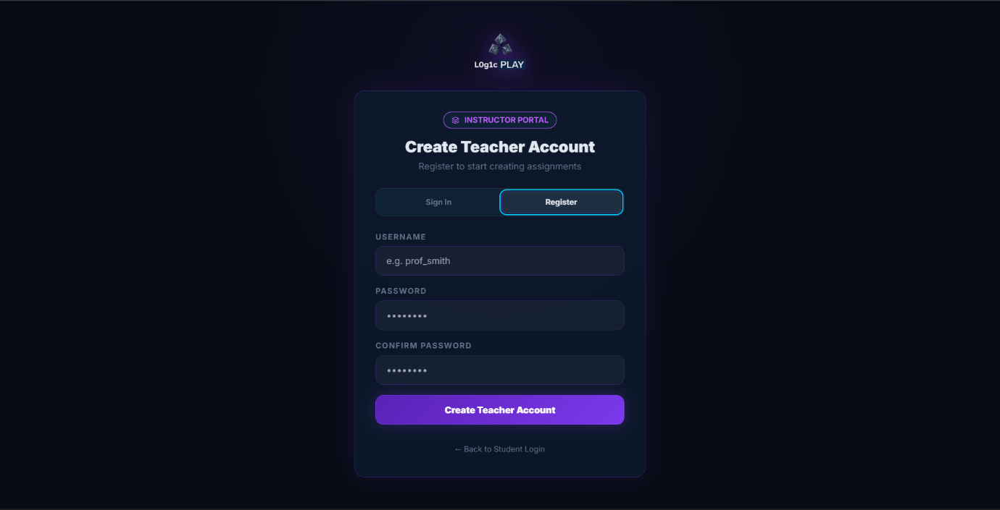 L0g1c PLAY
INSTRUCTOR PORTAL
Create Teacher Account
Register to start creating assignments
Sign In
Register
USERNAME
e.g. prof_smith
PASSWORD
••••••••
CONFIRM PASSWORD
••••••••
Create Teacher Account
← Back to Student Login